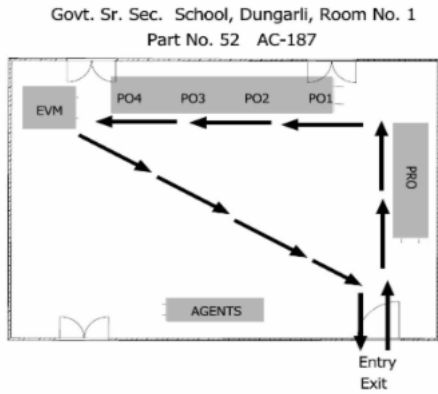 Govt. Sr. Sec. School, Dungarli, Room No. 1
Part No. 52 AC-187
EVM
PO4 PO3 PO2 PO1
PRO
AGENTS
Entry
Exit